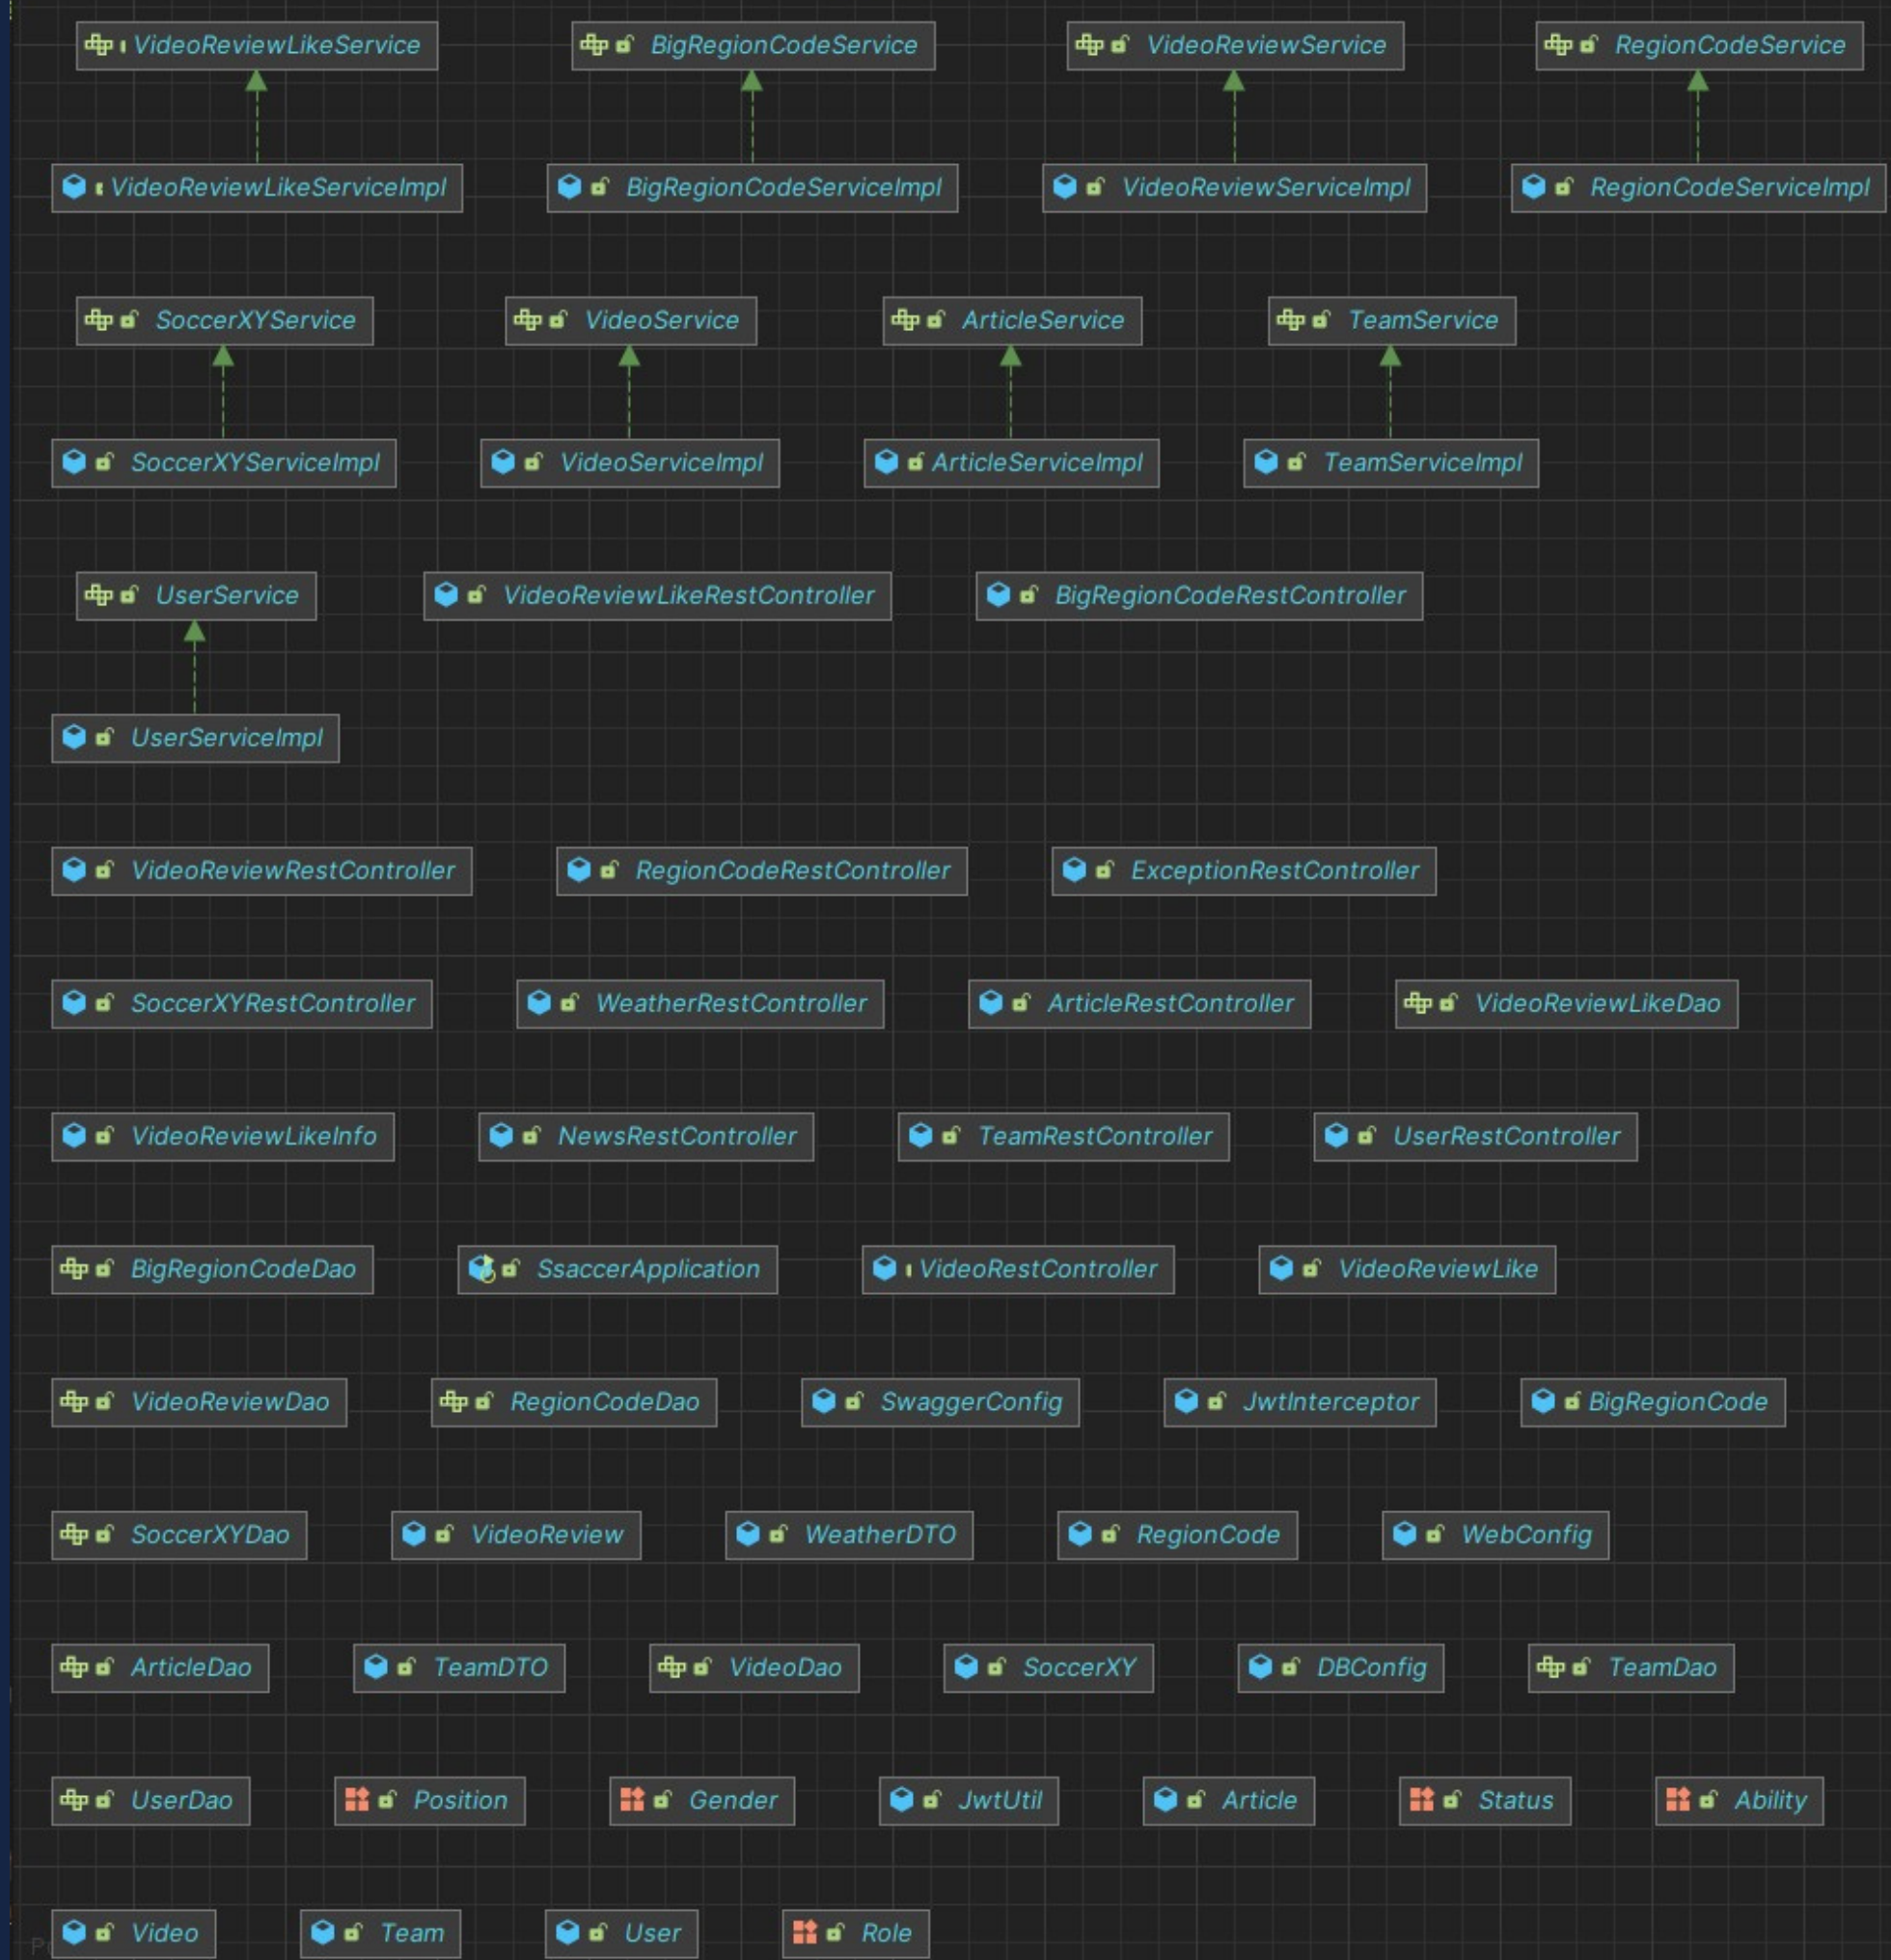 VideoReviewLikeService BigRegionCodeService VideoReviewService RegionCodeService
VideoReviewLikeServiceImpl BigRegionCodeServiceImpl VideoReviewServiceImpl RegionCodeServiceImpl
SoccerXYService VideoService ArticleService TeamService
SoccerXYServiceImpl VideoServiceImpl ArticleServiceImpl TeamServiceImpl
UserService VideoReviewLikeRestController BigRegionCodeRestController
UserServiceImpl
VideoReviewRestController RegionCodeRestController ExceptionRestController
SoccerXYRestController WeatherRestController ArticleRestController VideoReviewLikeDao
VideoReviewLikeInfo NewsRestController TeamRestController UserRestController
BigRegionCodeDao SsaccerApplication VideoRestController VideoReviewLike
VideoReviewDao RegionCodeDao SwaggerConfig JwtInterceptor BigRegionCode
SoccerXYDao VideoReview WeatherDTO RegionCode WebConfig
ArticleDao TeamDTO VideoDao SoccerXY DBConfig TeamDao
UserDao Position Gender JwtUtil Article Status Ability
Video Team User Role